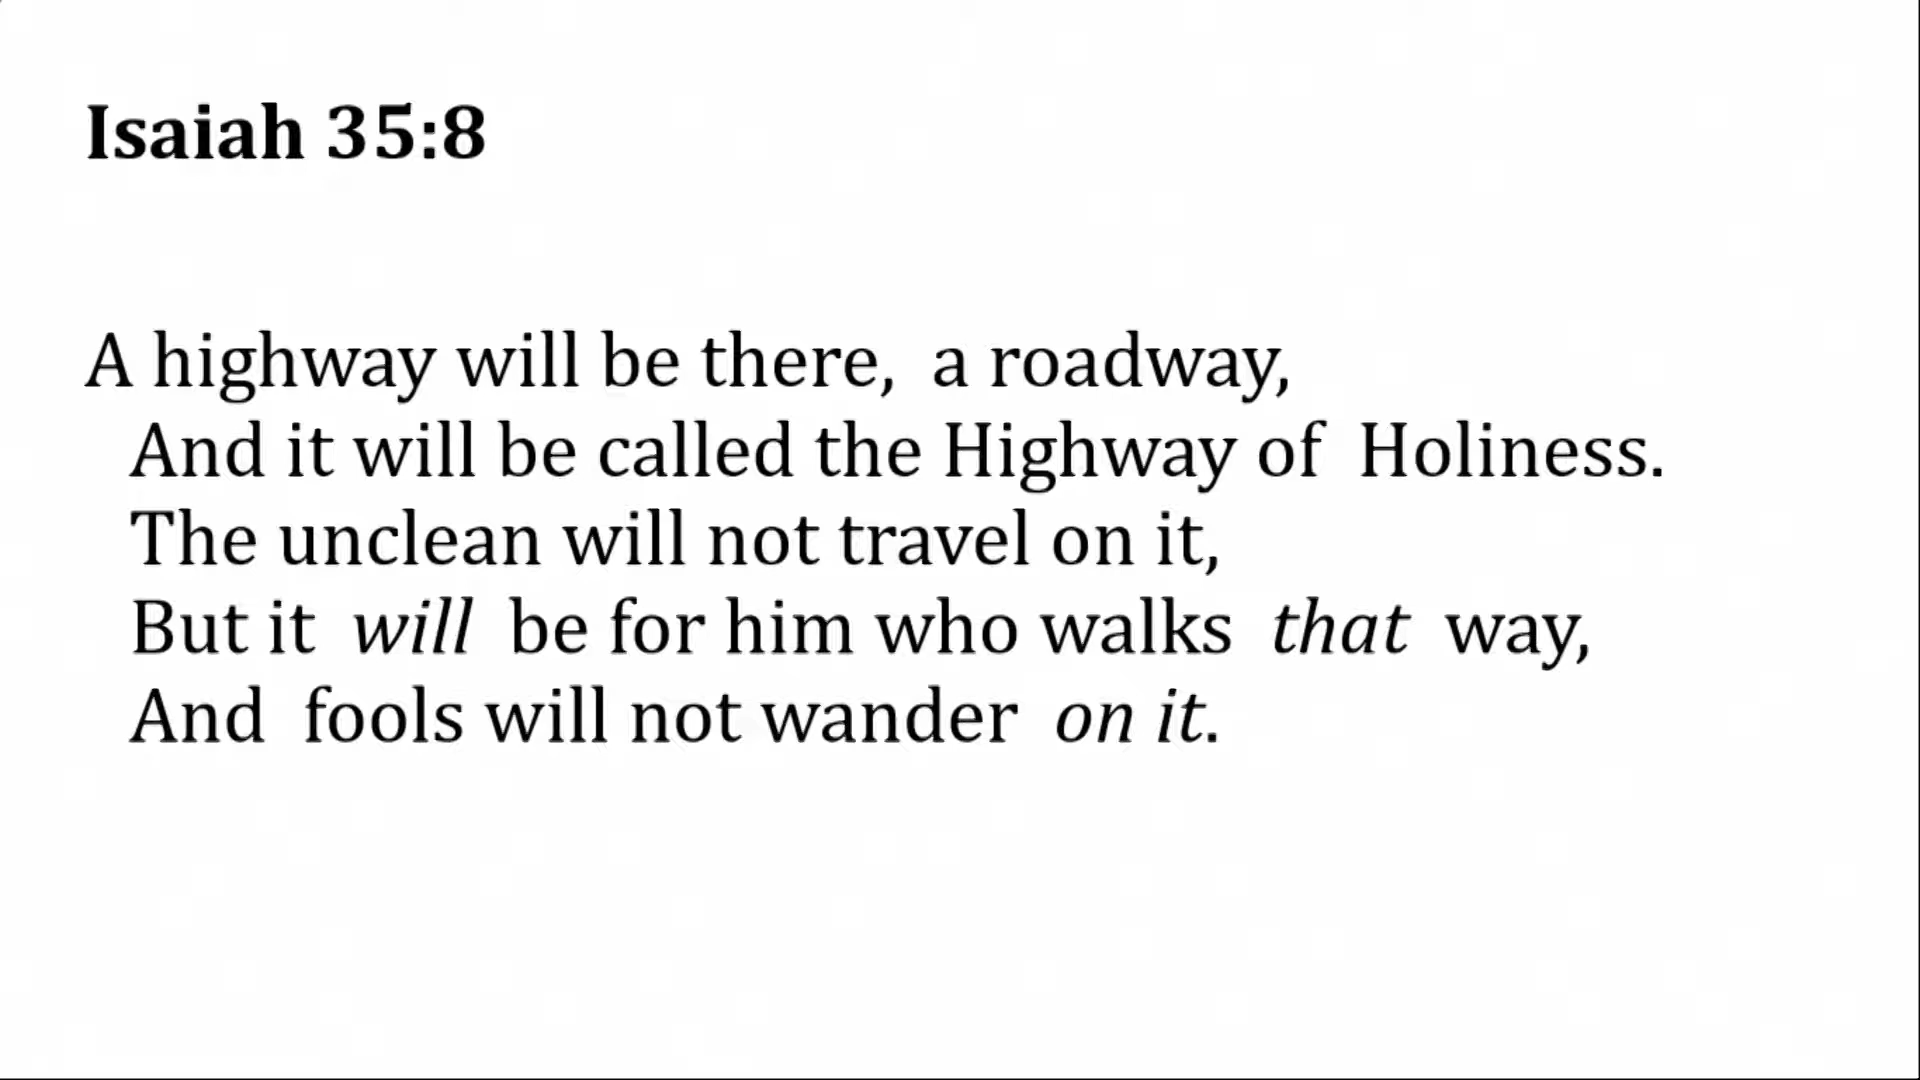 Isaiah 35:8
A highway will be there, a roadway,
And it will be called the Highway of Holiness.
The unclean will not travel on it,
But it will be for him who walks that way,
And fools will not wander on it.